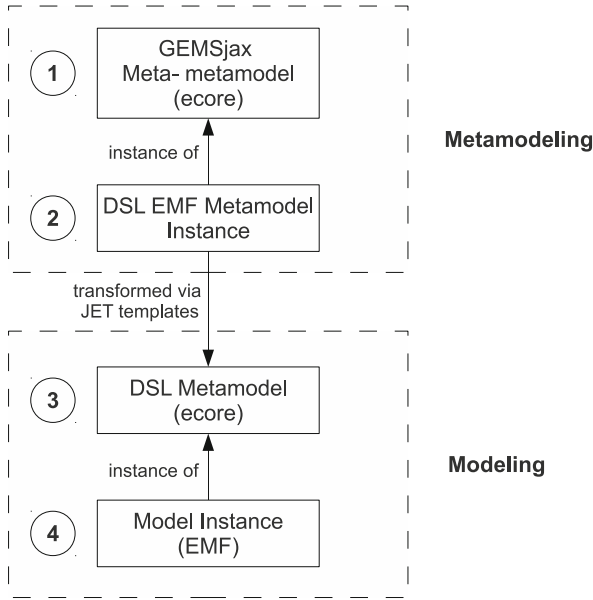 1
GEMSjax
Meta- metamodel
(ecore)
instance of
Metamodeling
2
DSL EMF Metamodel
Instance
transformed via
JET templates
3
DSL Metamodel
(ecore)
instance of
Modeling
4
Model Instance
(EMF)